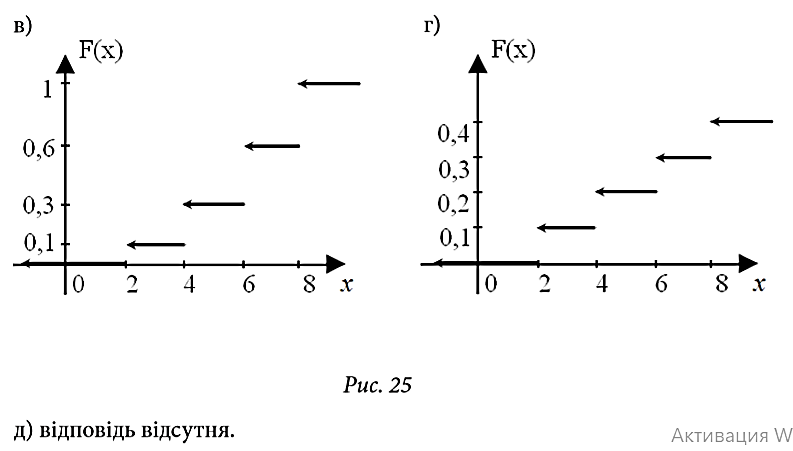 в)
г)
F(x)
1
0,6
0,3
0,1
0 2 4 6 8 x
F(x)
0,4
0,3
0,2
0,1
0 2 4 6 8 x
Рис. 25
д) відповідь відсутня.
Активация W